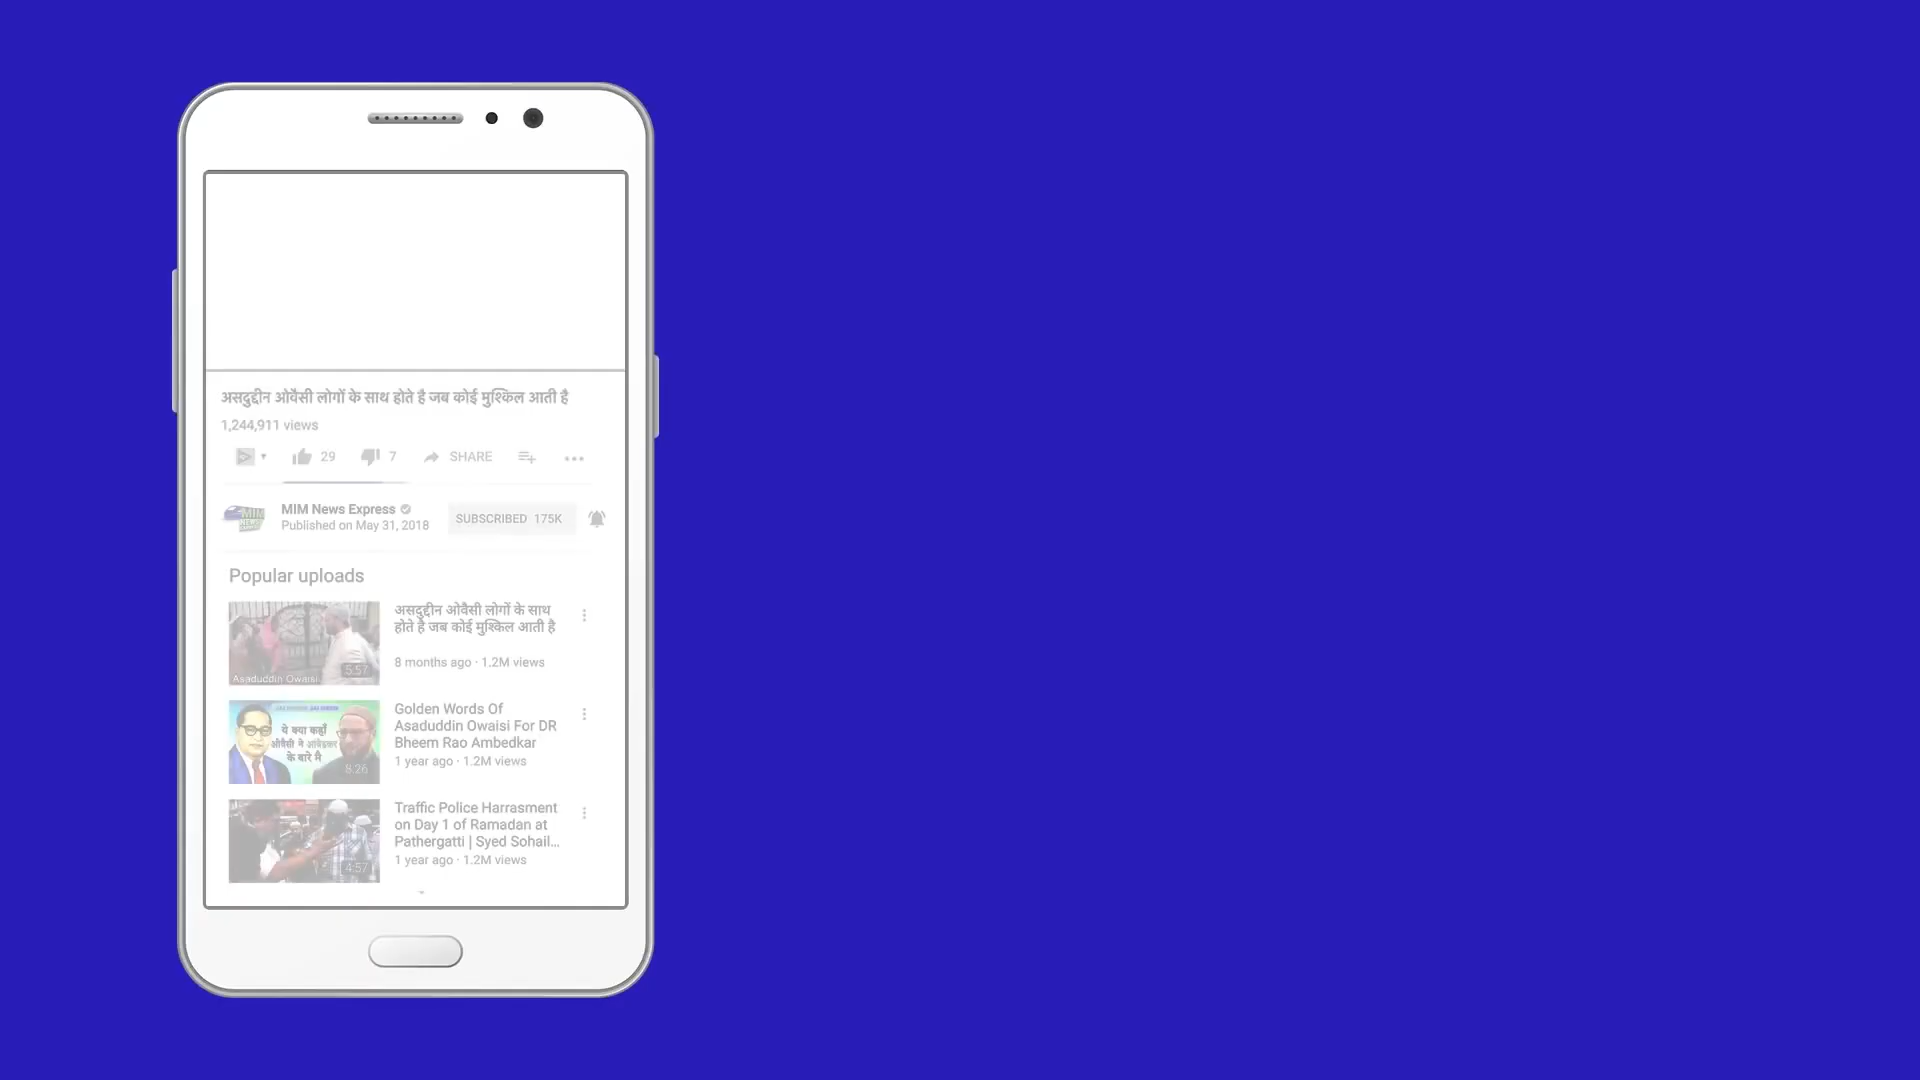 असदुद्दीन ओवैसी लोगों के साथ होते है जब कोई मुश्किल आती है
1,244,911 views
29 7 SHARE
MIM News Express
Published on May 31, 2018
SUBSCRIBED 175K
Popular uploads
असदुद्दीन ओवैसी लोगों के साथ
होते है जब कोई मुश्किल आती है
8 months ago · 1.2M views
5:57
Asaduddin Owaisi
Golden Words Of
Asaduddin Owaisi For DR
Bheem Rao Ambedkar
1 year ago · 1.2M views
ये क्या कहाँ
ओवैसी ने आंबेडकर
के बारे मै
8:26
Traffic Police Harrasment
on Day 1 of Ramadan at
Pathergatti | Syed Sohail...
1 year ago · 1.2M views
4:57